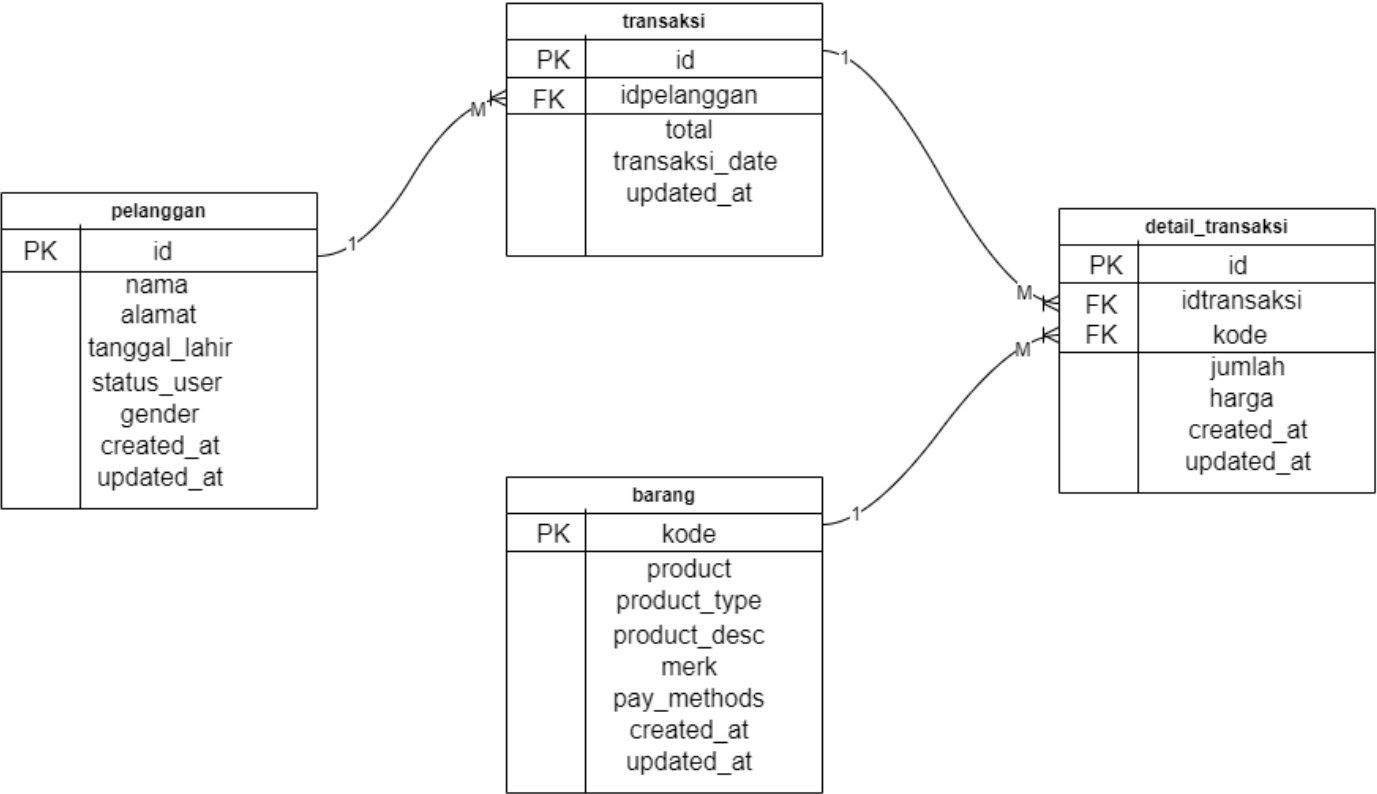 transaksi
PK id
FK idpelanggan
total
transaksi_date
updated_at
1
M
pelanggan
PK id
nama
alamat
tanggal_lahir
status_user
gender
created_at
updated_at
1
detail_transaksi
PK id
FK idtransaksi
FK kode
jumlah
harga
created_at
updated_at
M
M
barang
PK kode
product
product_type
product_desc
merk
pay_methods
created_at
updated_at
1